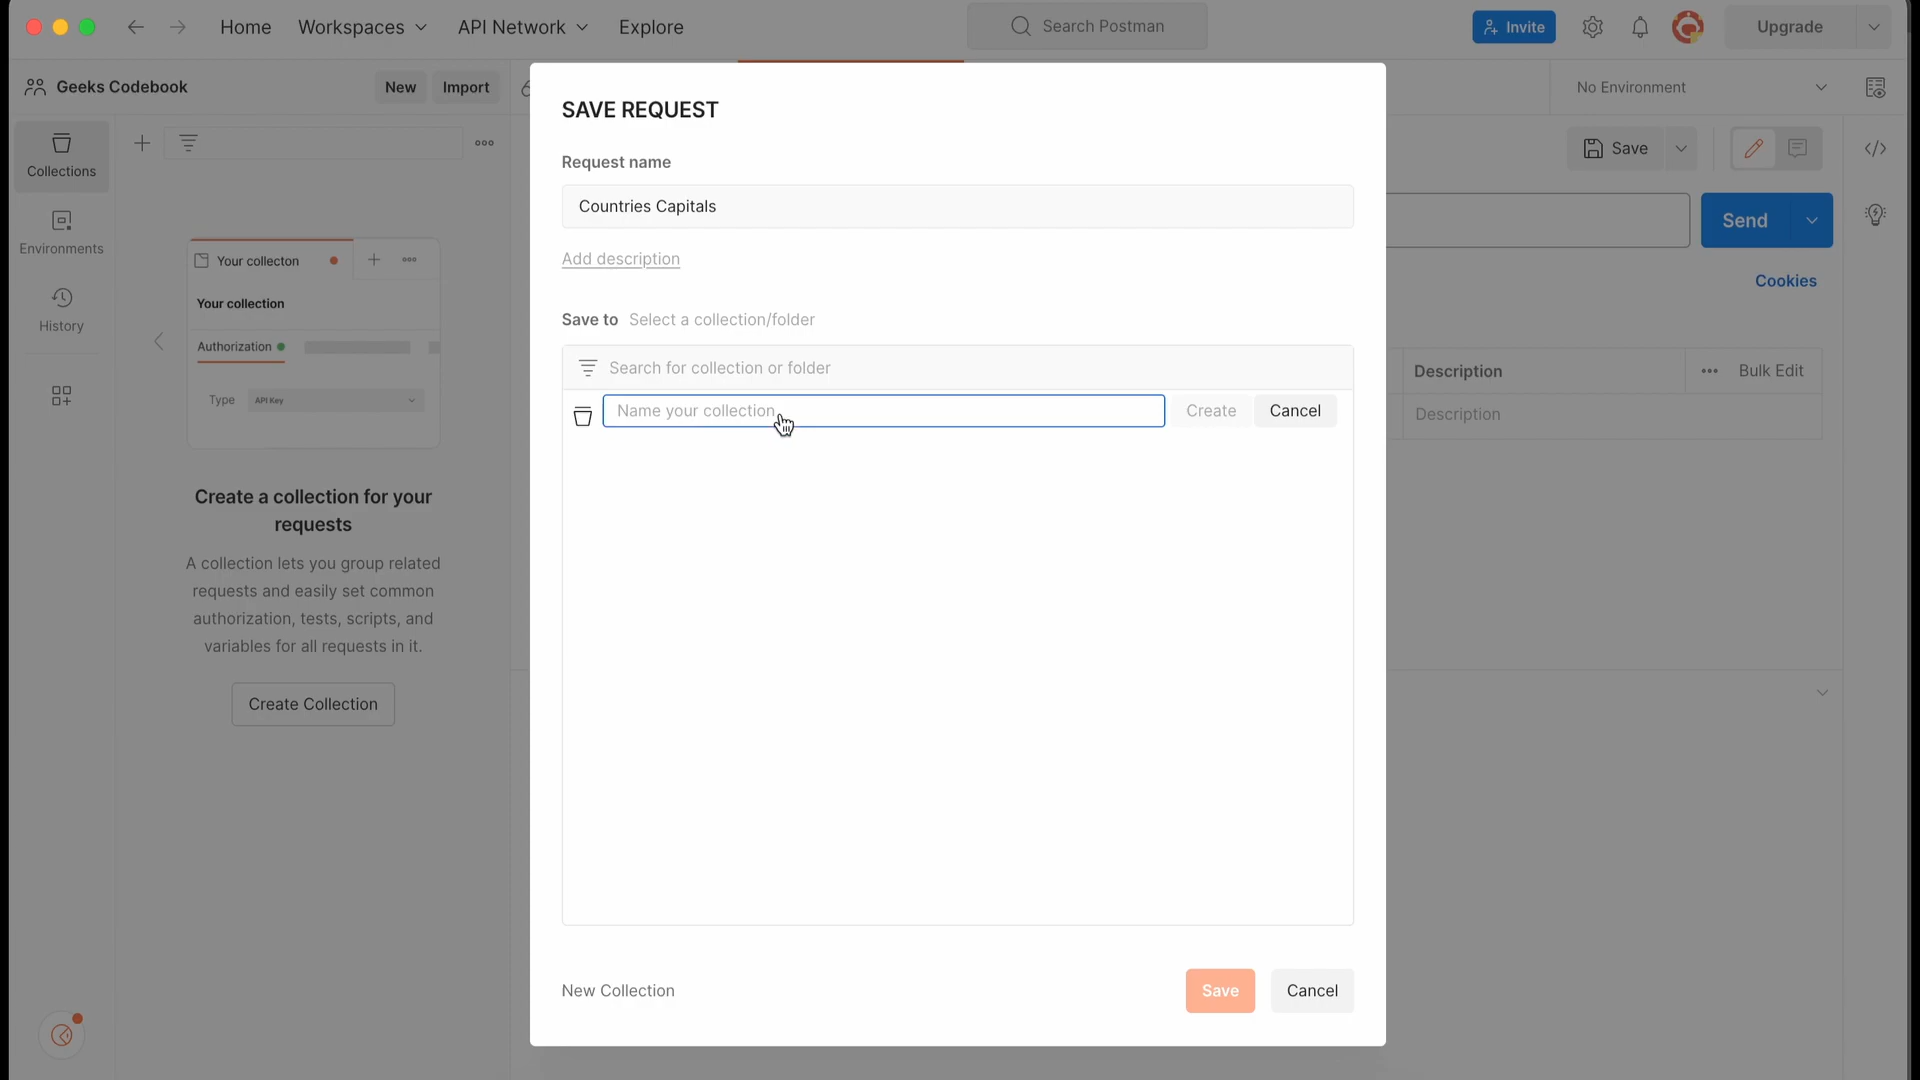 Home
Workspaces
API Network
Explore
Search Postman
Invite
Upgrade
Geeks Codebook
New
Import
No Environment
Collections
Environments
History
Your collecton
Your collection
Authorization
Type
API Key
Create a collection for your
requests
A collection lets you group related
requests and easily set common
authorization, tests, scripts, and
variables for all requests in it.
Create Collection
SAVE REQUEST
Request name
Countries Capitals
Add description
Save to Select a collection/folder
Search for collection or folder
Name your collection
Create
Cancel
New Collection
Save
Cancel
Save
Send
Cookies
Description
Bulk Edit
Description